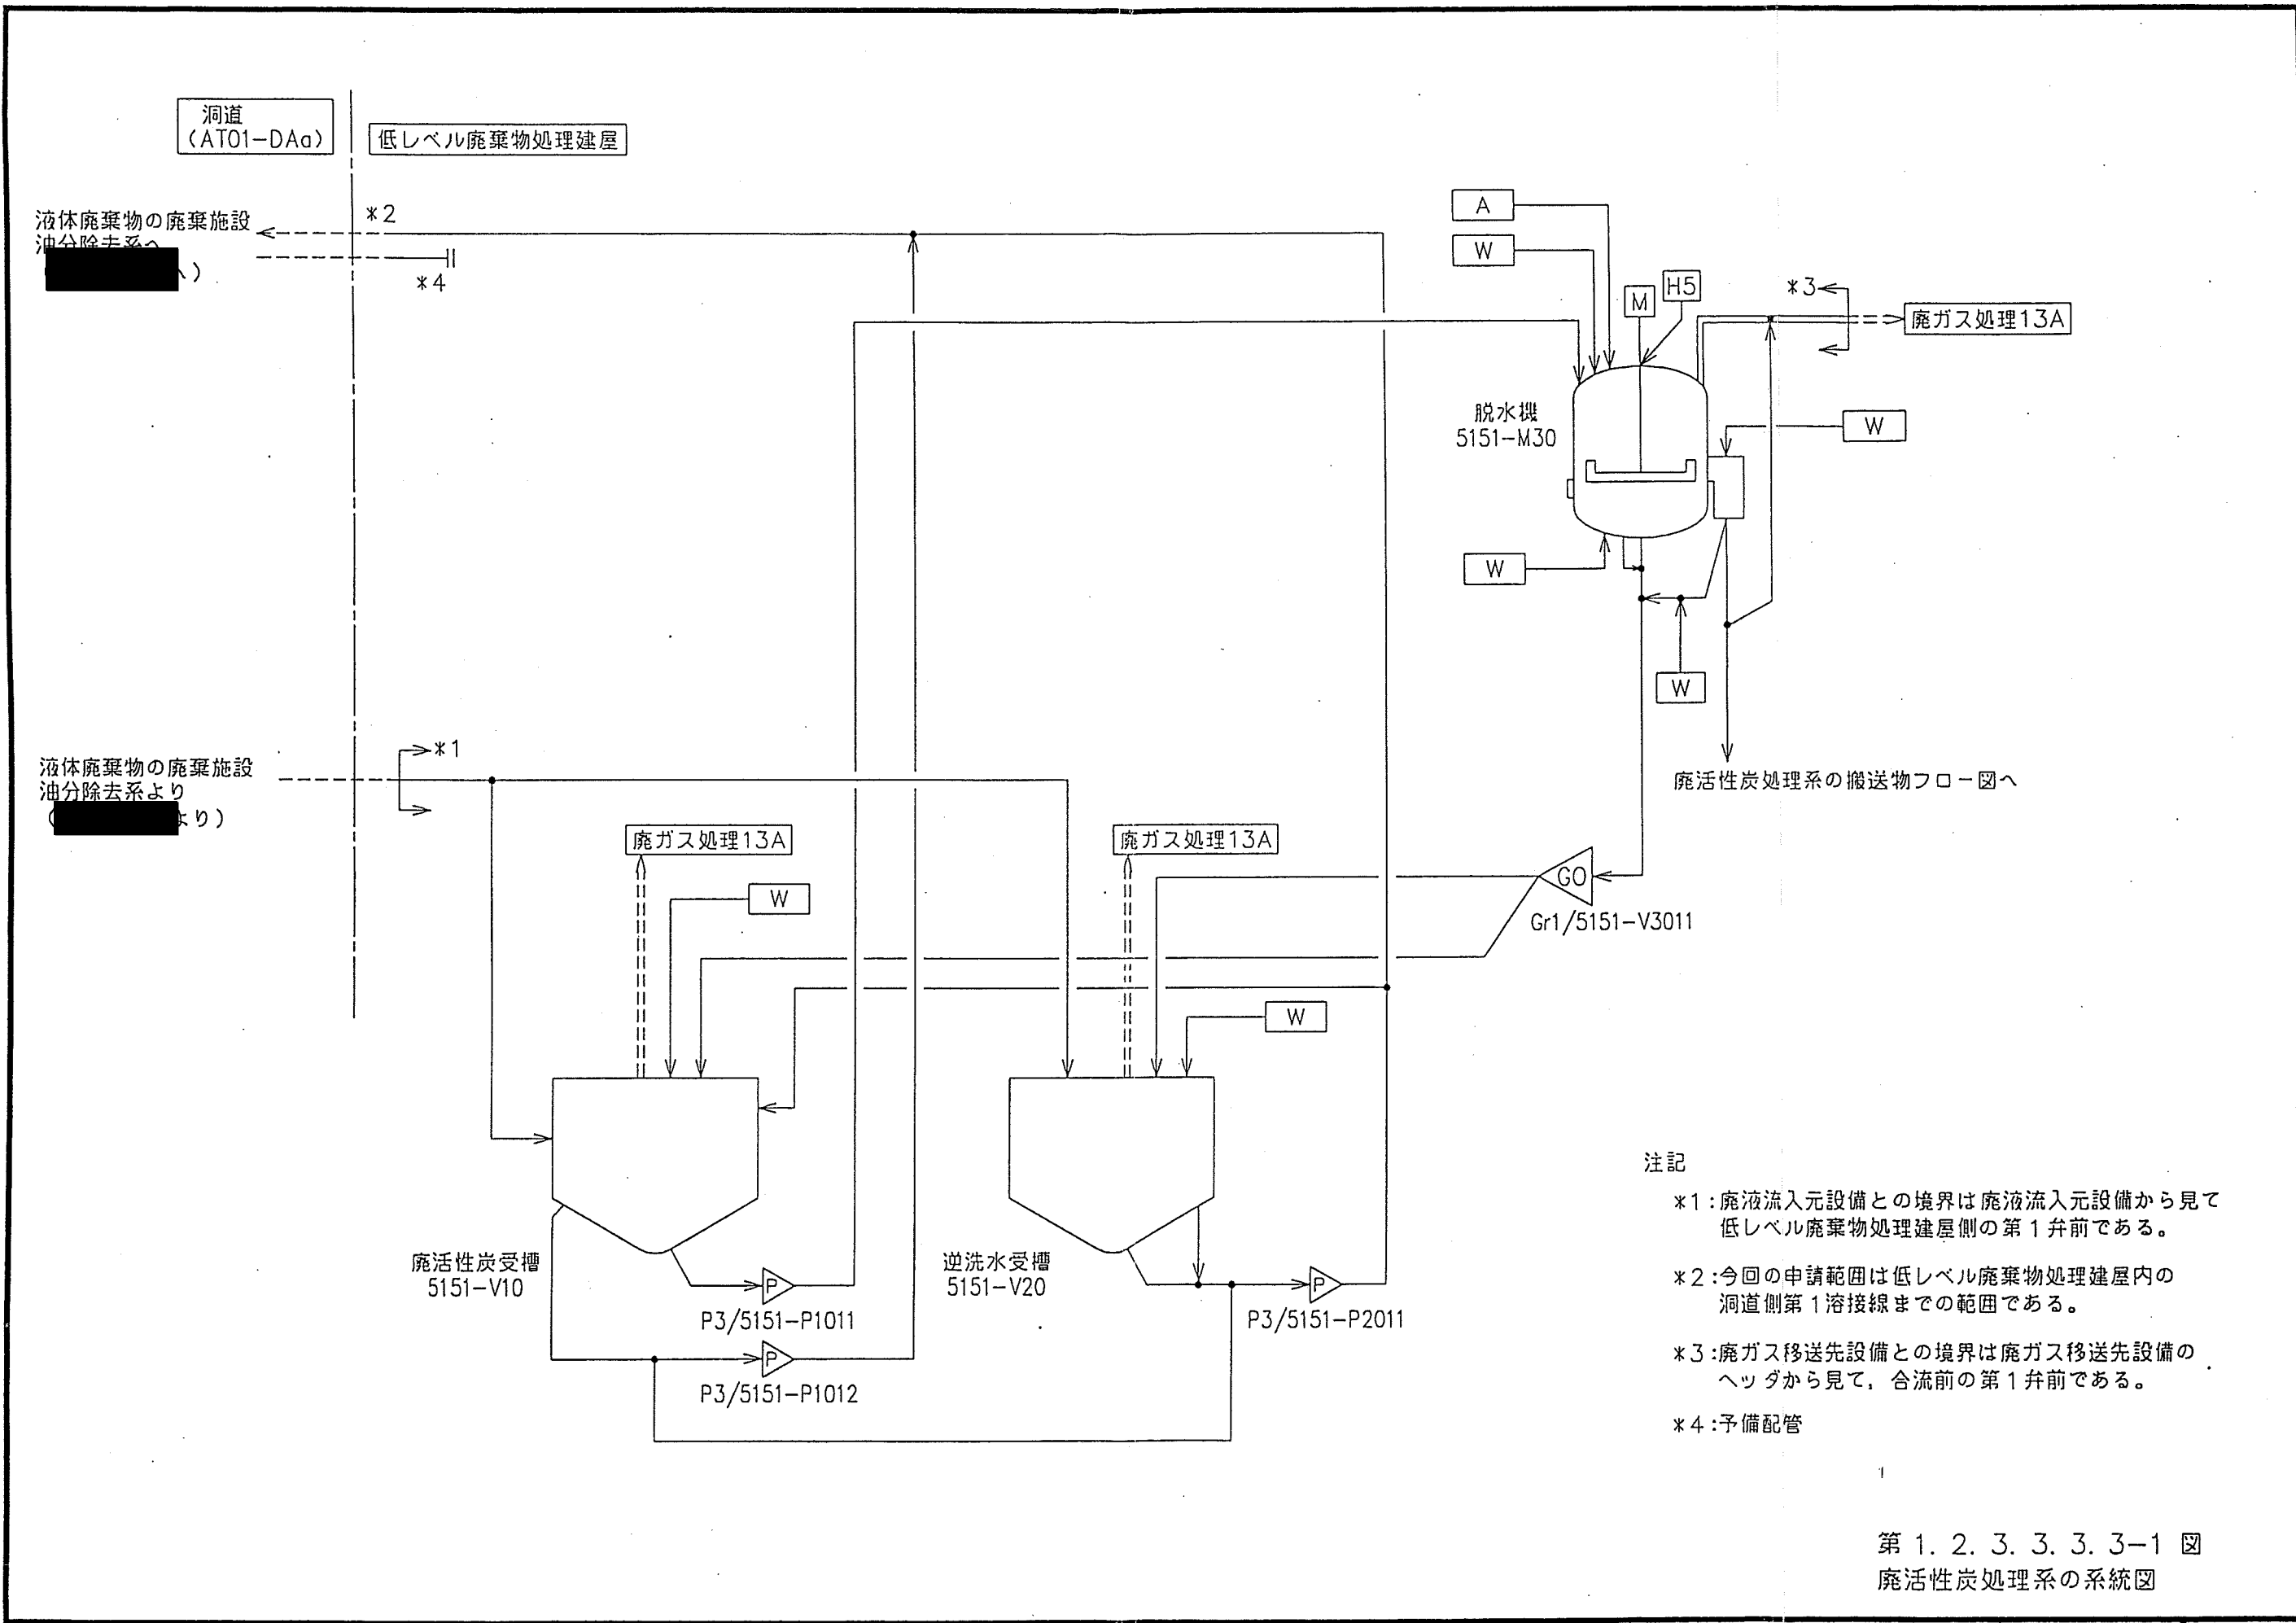 洞道
(AT01-DAa)
低レベル廃棄物処理建屋
液体廃棄物の廃棄施設
油分除去系へ
へ)
*2
*4
A
W
M
H5
*3
廃ガス処理13A
脱水機
5151-M30
W
W
W
廃活性炭処理系の搬送物フロー図へ
*1
液体廃棄物の廃棄施設
油分除去系より
(より)
廃ガス処理13A
W
廃ガス処理13A
GO
Gr1/5151-V3011
W
廃活性炭受槽
5151-V10
逆洗水受槽
5151-V20
P
P3/5151-P1011
P
P3/5151-P1012
P
P3/5151-P2011
注記
*1:廃液流入元設備との境界は廃液流入元設備から見て
低レベル廃棄物処理建屋側の第1弁前である。
*2:今回の申請範囲は低レベル廃棄物処理建屋内の
洞道側第1溶接線までの範囲である。
*3:廃ガス移送先設備との境界は廃ガス移送先設備の
ヘッダから見て,合流前の第1弁前である。
*4:予備配管
第 1. 2. 3. 3. 3. 3-1 図
廃活性炭処理系の系統図